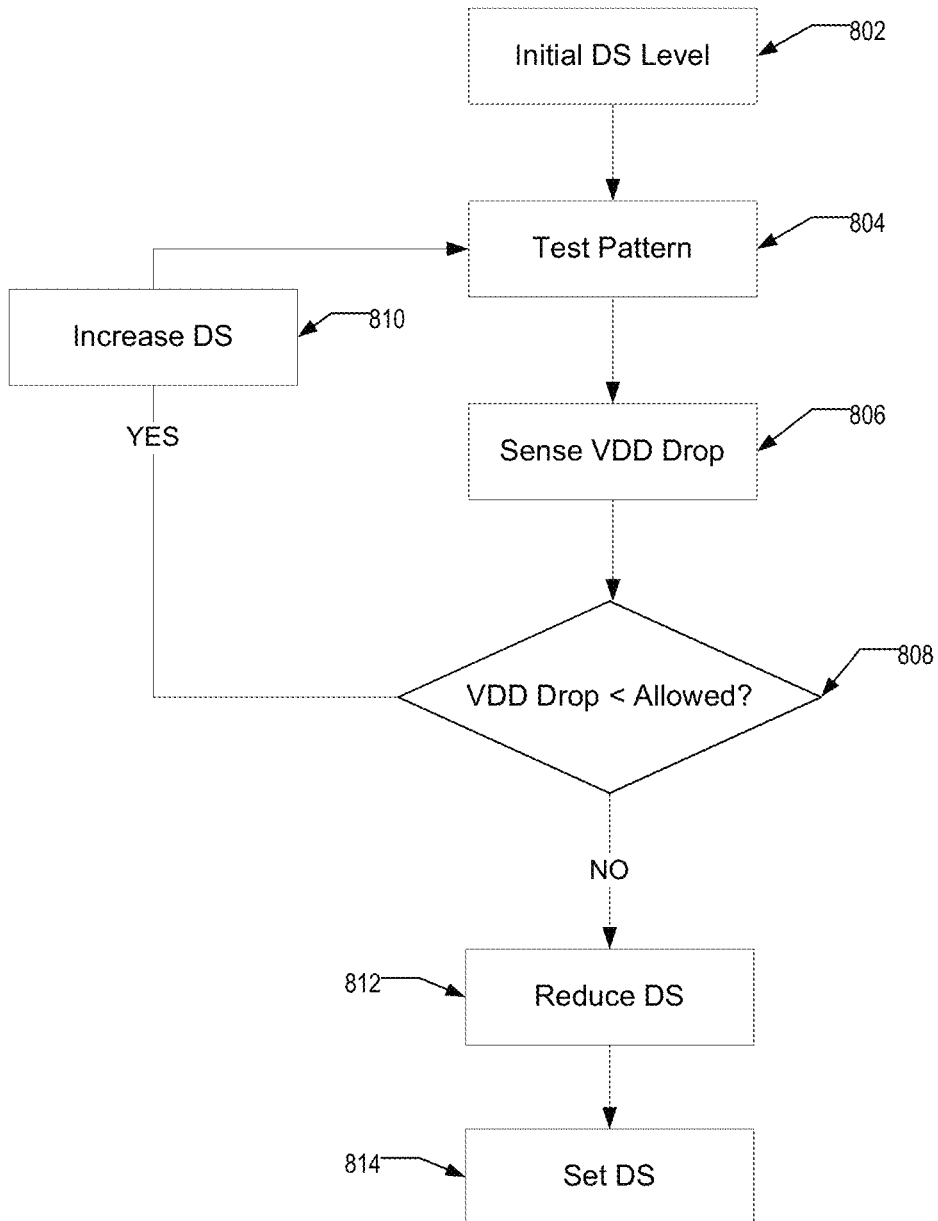 Initial DS Level
802
Test Pattern
804
Increase DS
810
YES
Sense VDD Drop
806
VDD Drop < Allowed?
808
NO
812
Reduce DS
814
Set DS